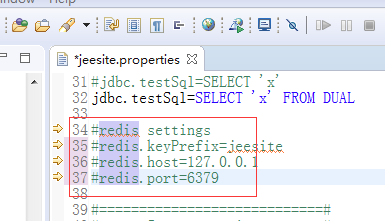 Window Help
*jeesite.properties
31 #jdbc.testSql=SELECT 'x'
32 jdbc.testSql=SELECT 'x' FROM DUAL
33
34 #redis settings
35 #redis.keyPrefix=jeesite
36 #redis.host=127.0.0.1
37 #redis.port=6379
38
39 #============================#